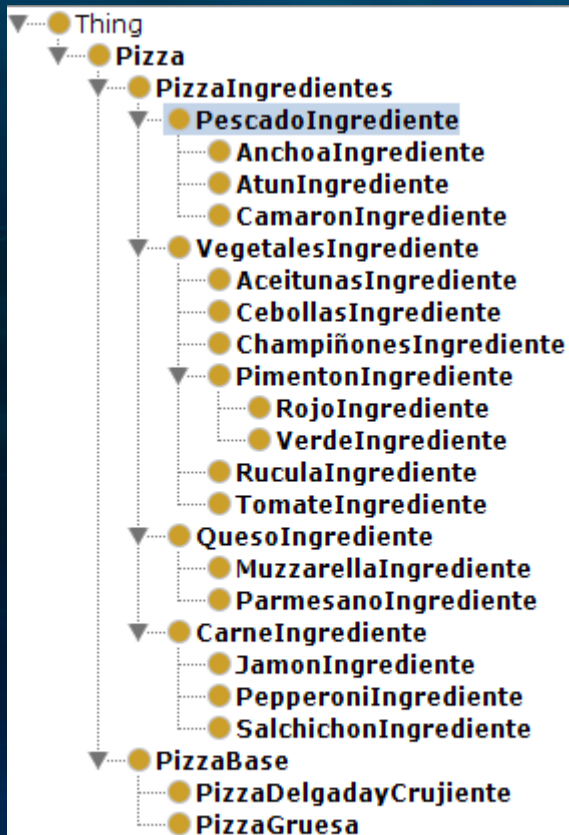 Thing
Pizza
PizzaIngredientes
PescadoIngrediente
AnchoaIngrediente
AtunIngrediente
CamaronIngrediente
VegetalesIngrediente
AceitunasIngrediente
CebollasIngrediente
ChampiñonesIngrediente
PimentonIngrediente
RojoIngrediente
VerdeIngrediente
RuculaIngrediente
TomateIngrediente
QuesoIngrediente
MuzzarellaIngrediente
ParmesanoIngrediente
CarneIngrediente
JamonIngrediente
PepperoniIngrediente
SalchichonIngrediente
PizzaBase
PizzaDelgadayCrujiente
PizzaGruesa